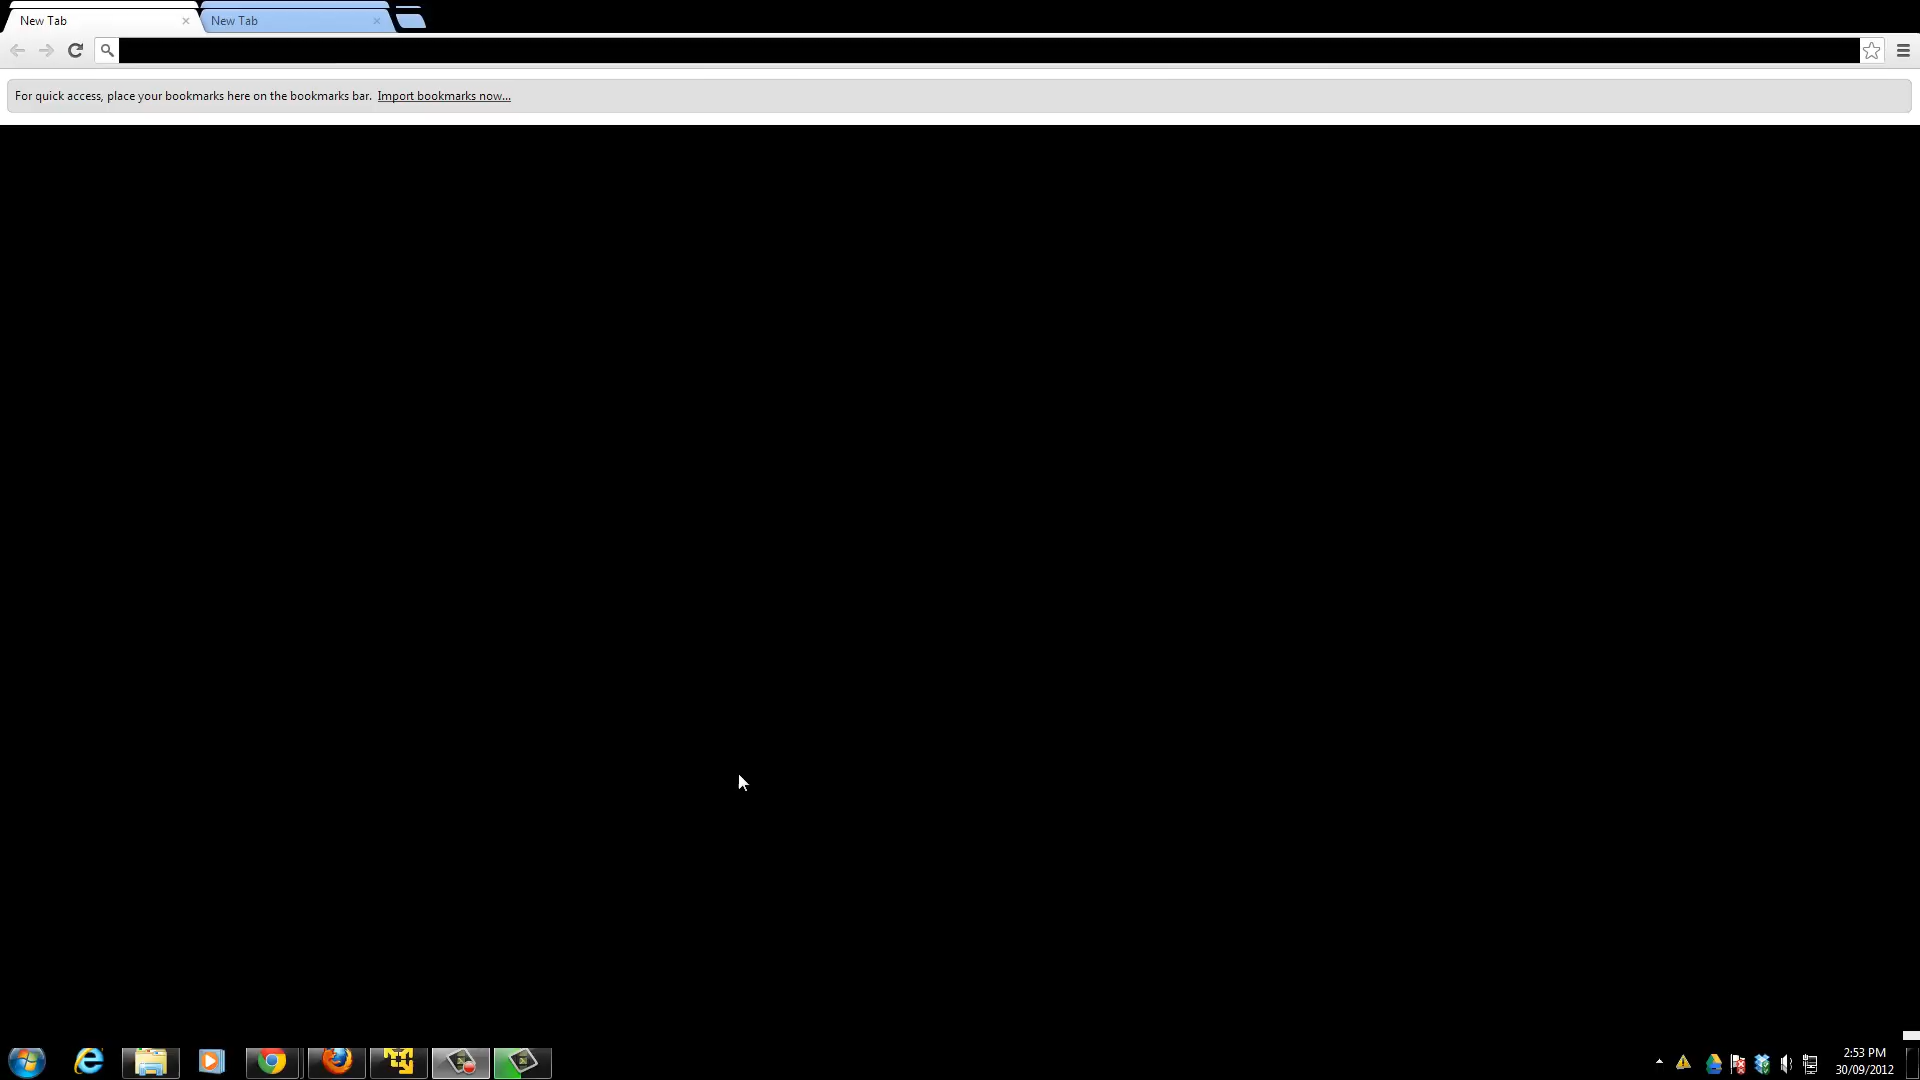 New Tab
New Tab
For quick access, place your bookmarks here on the bookmarks bar. Import bookmarks now...
2:53 PM
30/09/2012